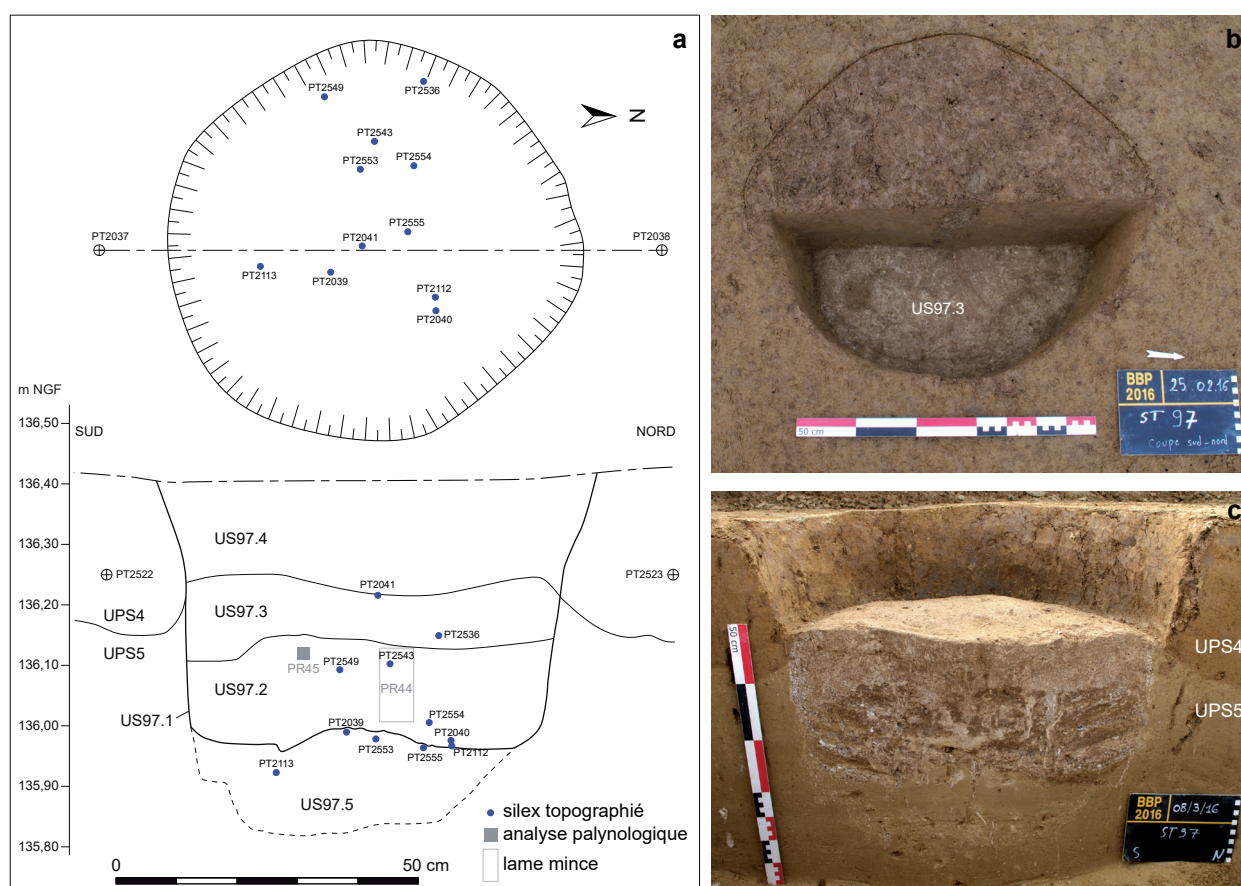 a
PT2549
PT2536
N
PT2543
PT2553
PT2554
PT2555
PT2037
PT2041
PT2038
PT2113
PT2039
PT2112
PT2040
m NGF
136,50
SUD
NORD
136,40
136,30
US97.4
PT2522
PT2523
PT2041
136,20
UPS4
US97.3
PT2536
UPS5
136,10
PR45
PT2549
PT2543
PR44
US97.2
US97.1
PT2554
136,00
PT2039
PT2040
PT2553
PT2555
PT2112
PT2113
135,90
US97.5
silex topographié
analyse palynologique
lame mince
135,80
0
50 cm
b
US97.3
50 cm
BBP
2016
25.02.16
ST 97
Coupe sud-nord
c
50 cm
UPS4
UPS5
BBP
2016
08/3/16
ST 97
S
N